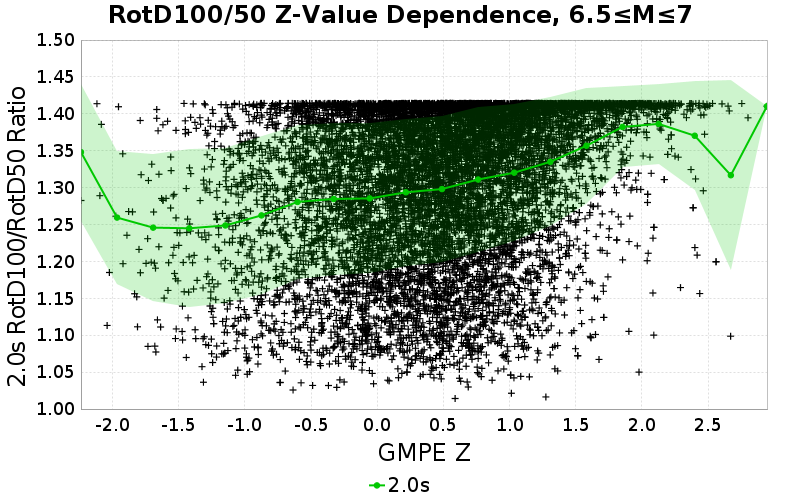 RotD100/50 Z-Value Dependence, 6.5≤M≤7
2.0s RotD100/RotD50 Ratio
1.50
1.45
1.40
1.35
1.30
1.25
1.20
1.15
1.10
1.05
1.00
-2.0 -1.5 -1.0 -0.5 0.0 0.5 1.0 1.5 2.0 2.5
GMPE Z
2.0s